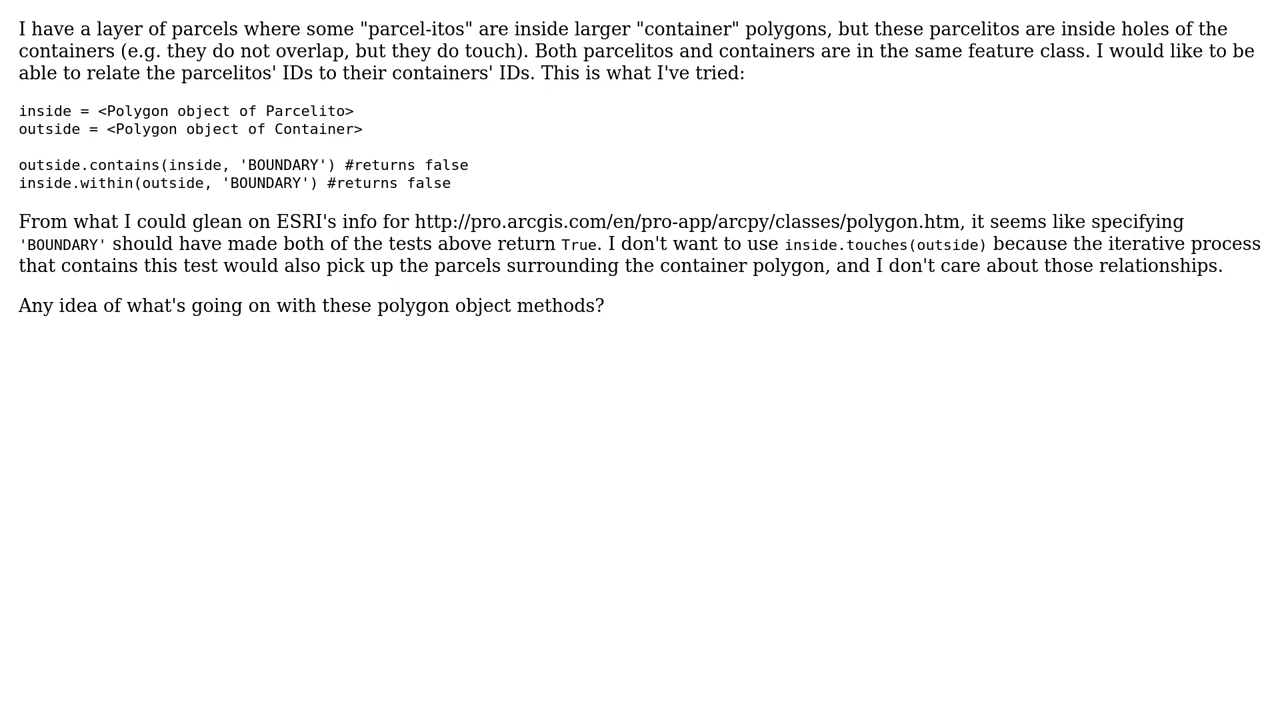 I have a layer of parcels where some "parcel-itos" are inside larger "container" polygons, but these parcelitos are inside holes of the
containers (e.g. they do not overlap, but they do touch). Both parcelitos and containers are in the same feature class. I would like to be
able to relate the parcelitos' IDs to their containers' IDs. This is what I've tried:
inside = <Polygon object of Parcelito>
outside = <Polygon object of Container>
outside.contains(inside, 'BOUNDARY') #returns false
inside.within(outside, 'BOUNDARY') #returns false
From what I could glean on ESRI's info for http://pro.arcgis.com/en/pro-app/arcpy/classes/polygon.htm, it seems like specifying
'BOUNDARY' should have made both of the tests above return True. I don't want to use inside.touches(outside) because the iterative process
that contains this test would also pick up the parcels surrounding the container polygon, and I don't care about those relationships.
Any idea of what's going on with these polygon object methods?